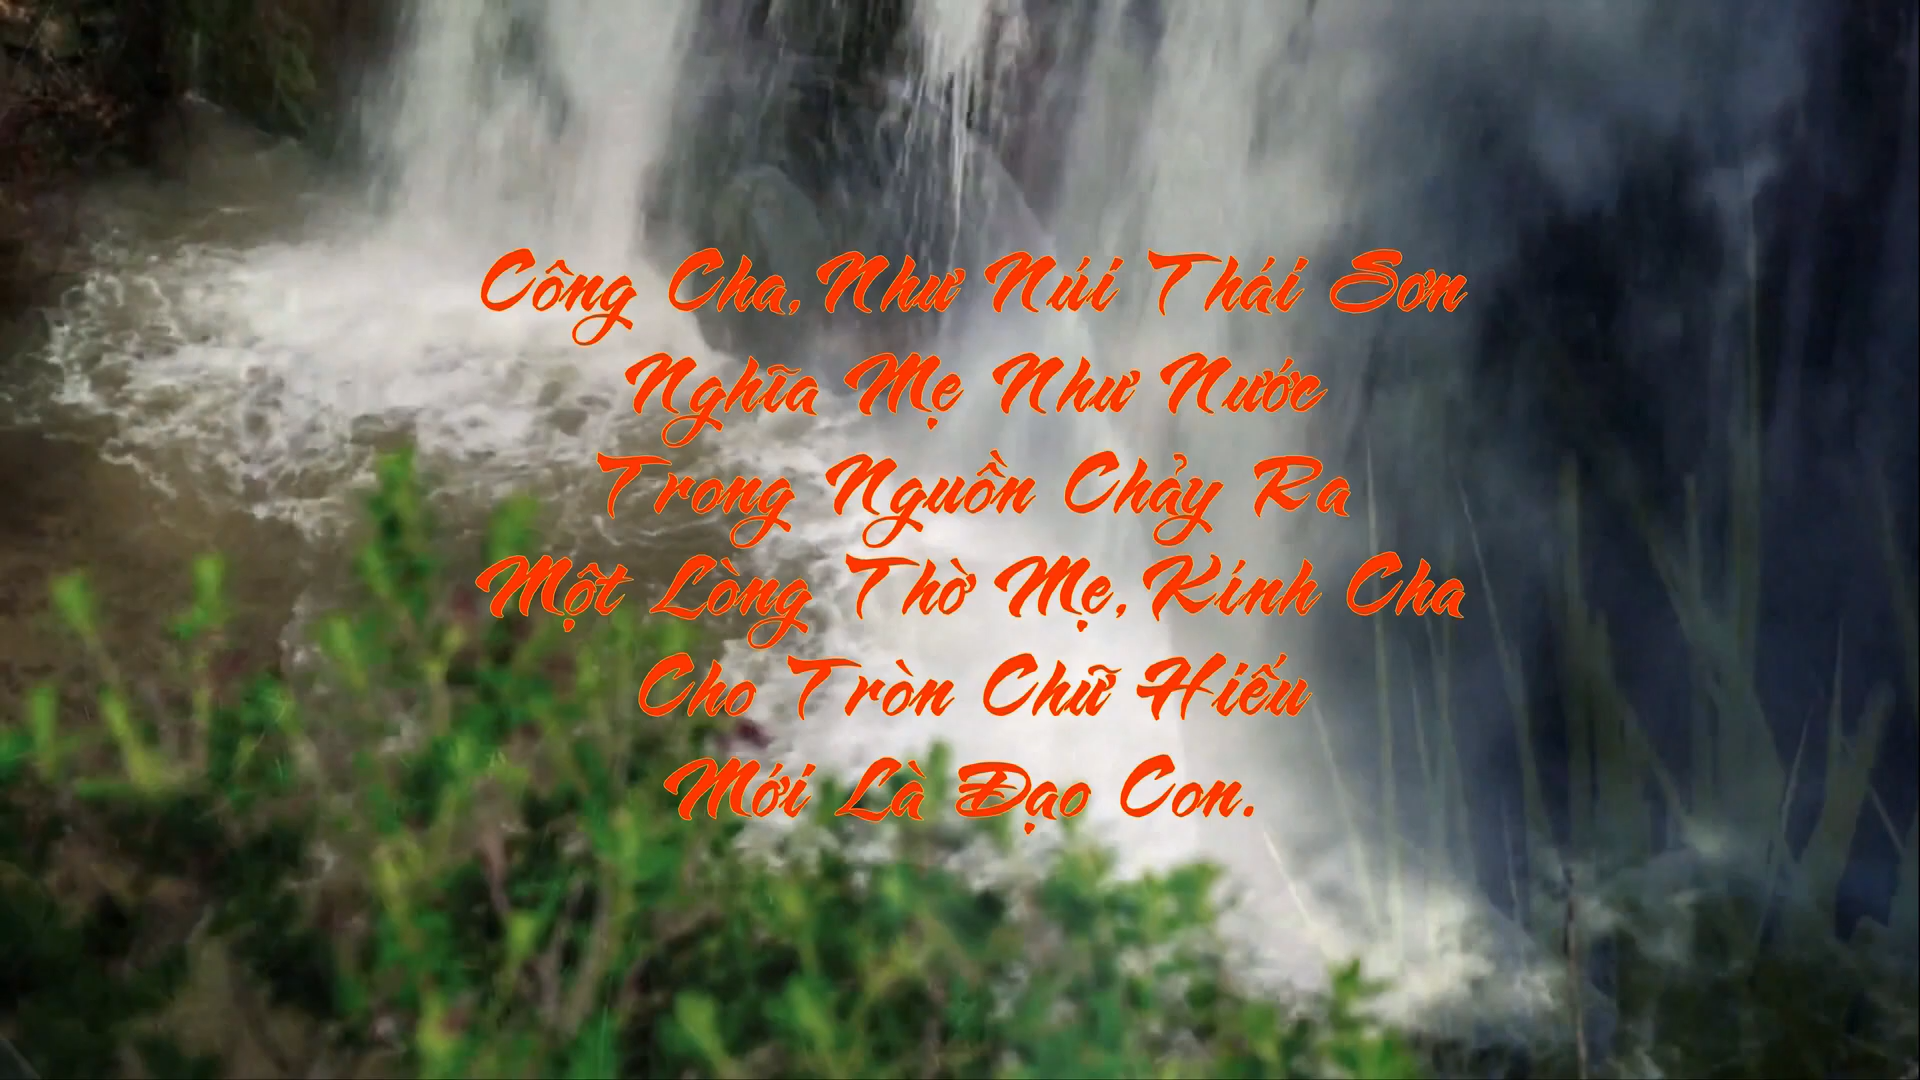 Công Cha, Như Núi Thái Sơn
Nghĩa Mẹ Như Nước
Trong Nguồn Chảy Ra
Một Lòng Thờ Mẹ, Kính Cha
Cho Tròn Chữ Hiếu
Mới Là Đạo Con.